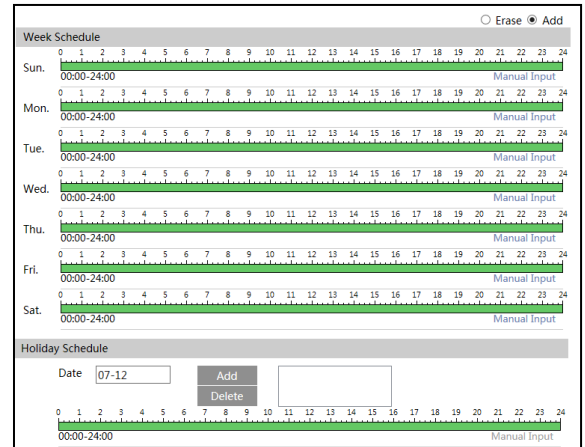 Erase Add
Week Schedule
0 1 2 3 4 5 6 7 8 9 10 11 12 13 14 15 16 17 18 19 20 21 22 23 24
Sun.
00:00-24:00 Manual Input
0 1 2 3 4 5 6 7 8 9 10 11 12 13 14 15 16 17 18 19 20 21 22 23 24
Mon.
00:00-24:00 Manual Input
0 1 2 3 4 5 6 7 8 9 10 11 12 13 14 15 16 17 18 19 20 21 22 23 24
Tue.
00:00-24:00 Manual Input
0 1 2 3 4 5 6 7 8 9 10 11 12 13 14 15 16 17 18 19 20 21 22 23 24
Wed.
00:00-24:00 Manual Input
0 1 2 3 4 5 6 7 8 9 10 11 12 13 14 15 16 17 18 19 20 21 22 23 24
Thu.
00:00-24:00 Manual Input
0 1 2 3 4 5 6 7 8 9 10 11 12 13 14 15 16 17 18 19 20 21 22 23 24
Fri.
00:00-24:00 Manual Input
0 1 2 3 4 5 6 7 8 9 10 11 12 13 14 15 16 17 18 19 20 21 22 23 24
Sat.
00:00-24:00 Manual Input
Holiday Schedule
Date 07-12 Add
Delete
0 1 2 3 4 5 6 7 8 9 10 11 12 13 14 15 16 17 18 19 20 21 22 23 24
00:00-24:00 Manual Input